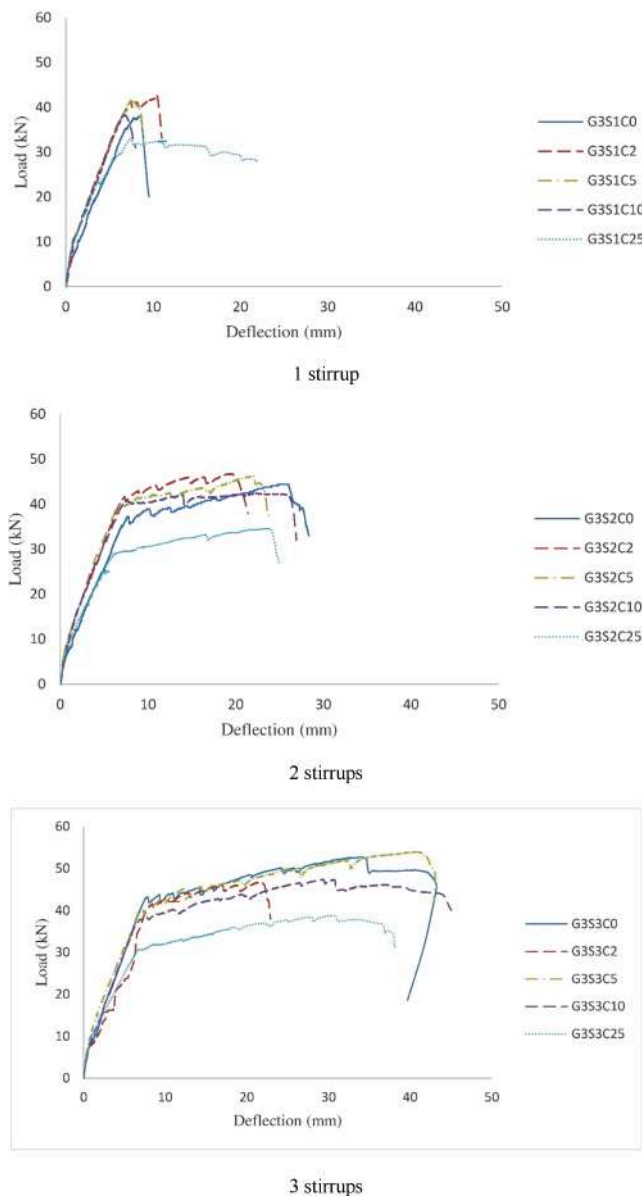 60
50
40
30
20
10
0
Load (kN)
0 10 20 30 40 50
Deflection (mm)
G3S1C0
G3S1C2
G3S1C5
G3S1C10
G3S1C25
1 stirrup
60
50
40
30
20
10
0
Load (kN)
0 10 20 30 40 50
Deflection (mm)
G3S2C0
G3S2C2
G3S2C5
G3S2C10
G3S2C25
2 stirrups
60
50
40
30
20
10
0
Load (kN)
0 10 20 30 40 50
Deflection (mm)
G3S3C0
G3S3C2
G3S3C5
G3S3C10
G3S3C25
3 stirrups